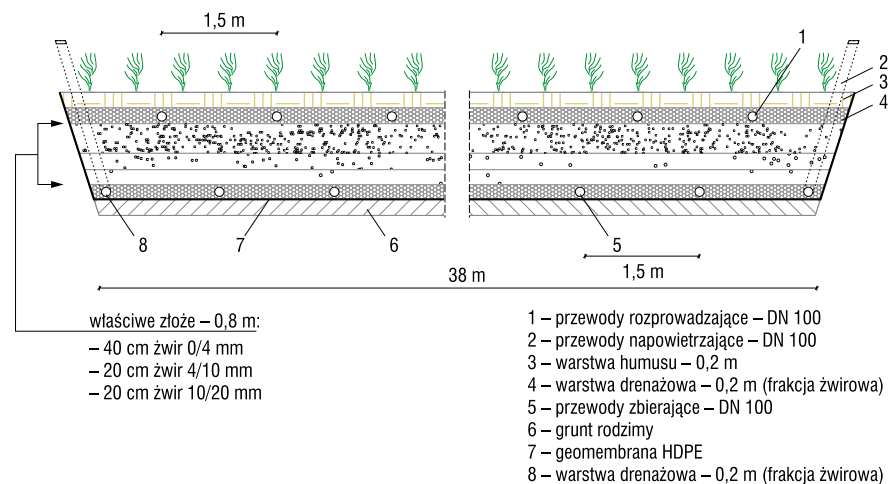 1,5 m
1
2
3
4
8
7
6
5
1,5 m
38 m
właściwe złoże – 0,8 m:
– 40 cm żwir 0/4 mm
– 20 cm żwir 4/10 mm
– 20 cm żwir 10/20 mm
1 – przewody rozprowadzające – DN 100
2 – przewody napowietrzające – DN 100
3 – warstwa humusu – 0,2 m
4 – warstwa drenażowa – 0,2 m (frakcja żwirowa)
5 – przewody zbierające – DN 100
6 – grunt rodzimy
7 – geomembrana HDPE
8 – warstwa drenażowa – 0,2 m (frakcja żwirowa)